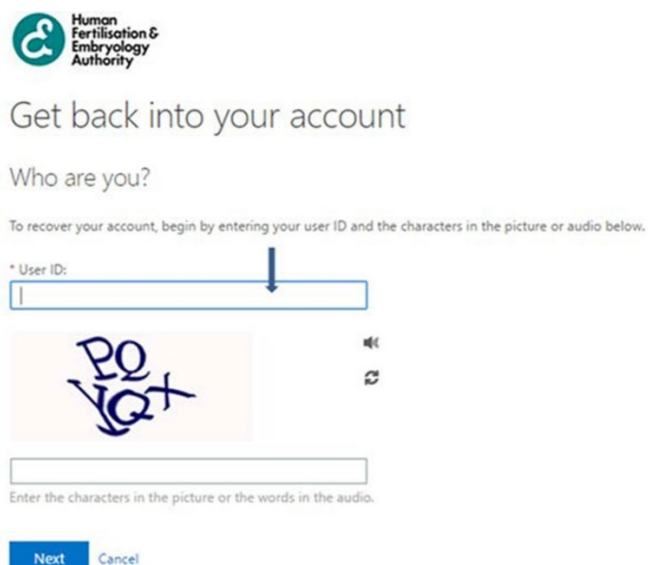 Human
Fertilisation &
Embryology
Authority
Get back into your account
Who are you?
To recover your account, begin by entering your user ID and the characters in the picture or audio below.
* User ID:
PQ
Enter the characters in the picture or the words in the audio.
Next Cancel